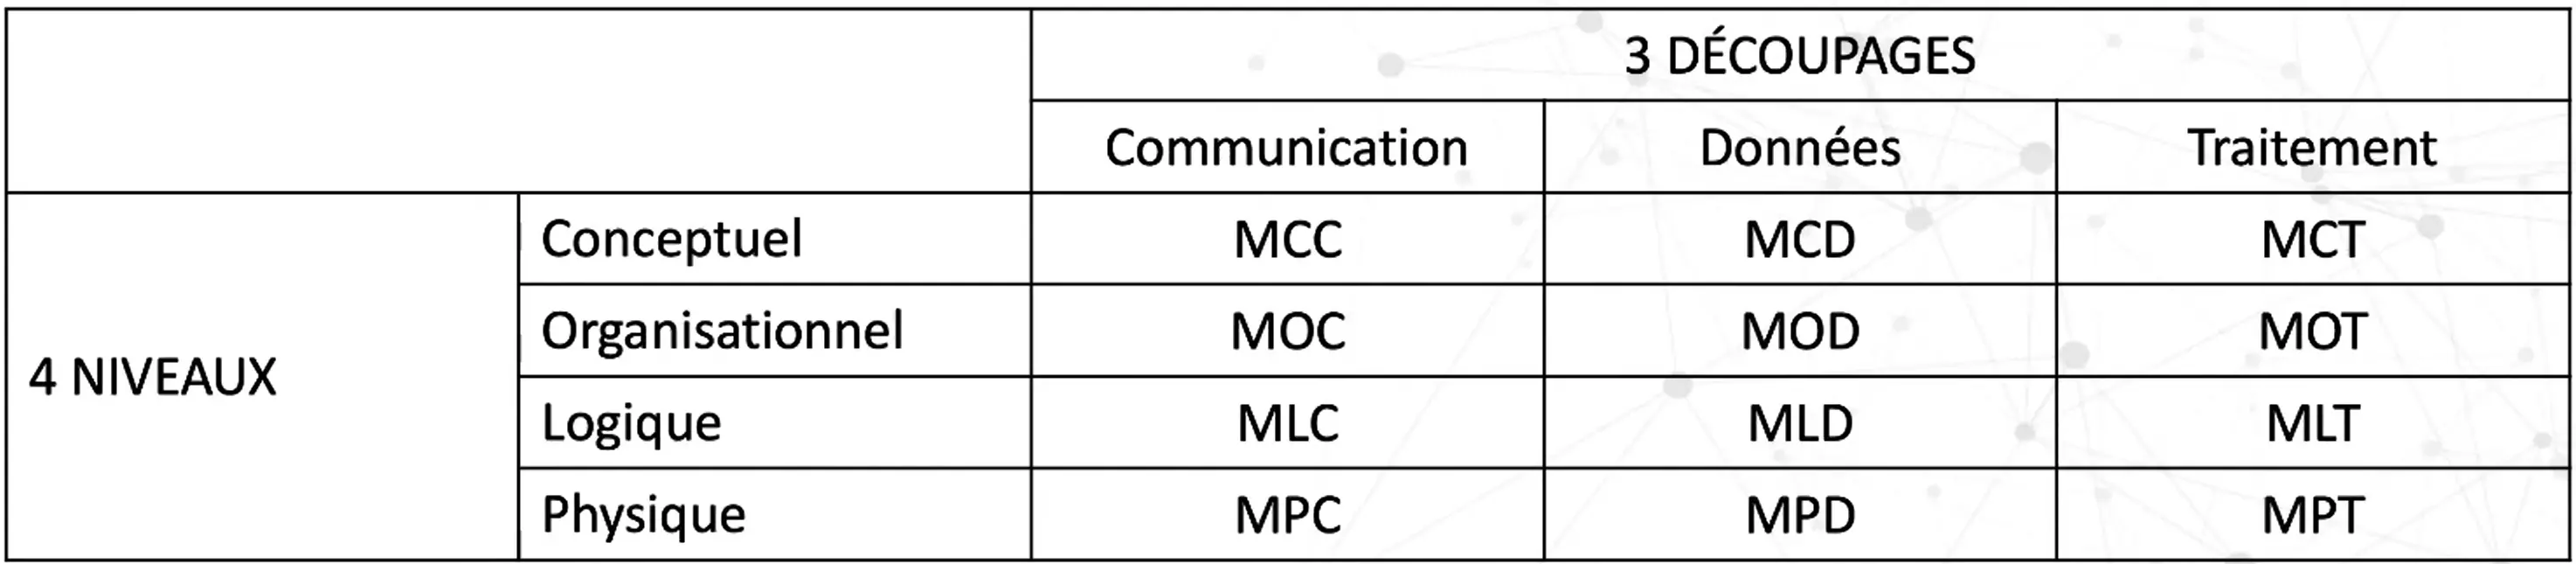 3 DÉCOUPAGES
Communication Données Traitement
Conceptuel MCC MCD MCT
Organisationnel MOC MOD MOT
4 NIVEAUX
Logique MLC MLD MLT
Physique MPC MPD MPT